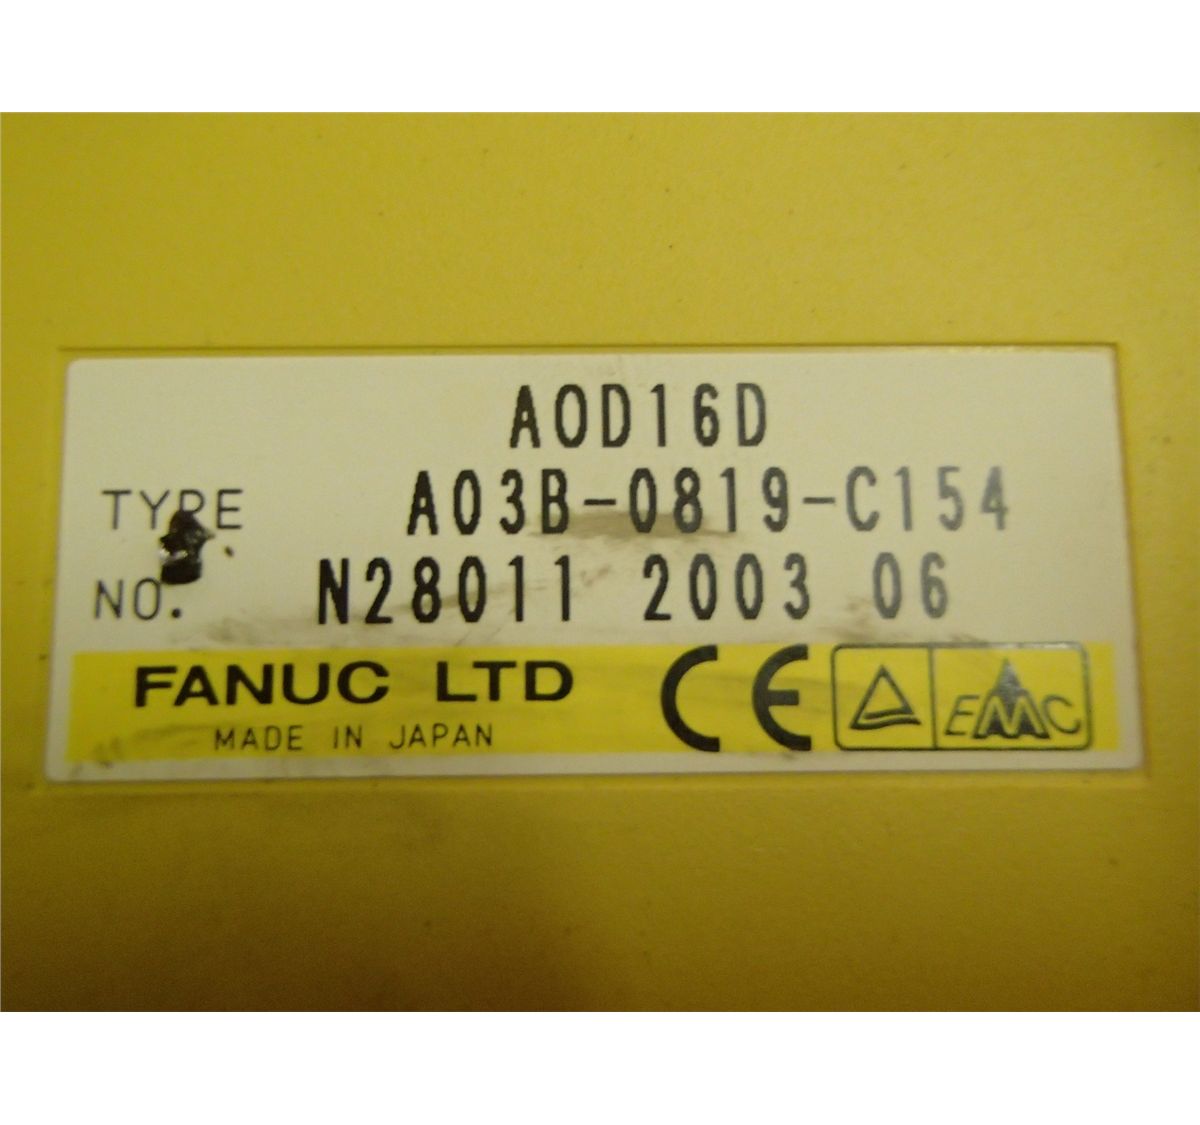 AOD16D
TYPE A03B-0819-C154
NO. N28011 2003 06
FANUC LTD CE EMC
MADE IN JAPAN